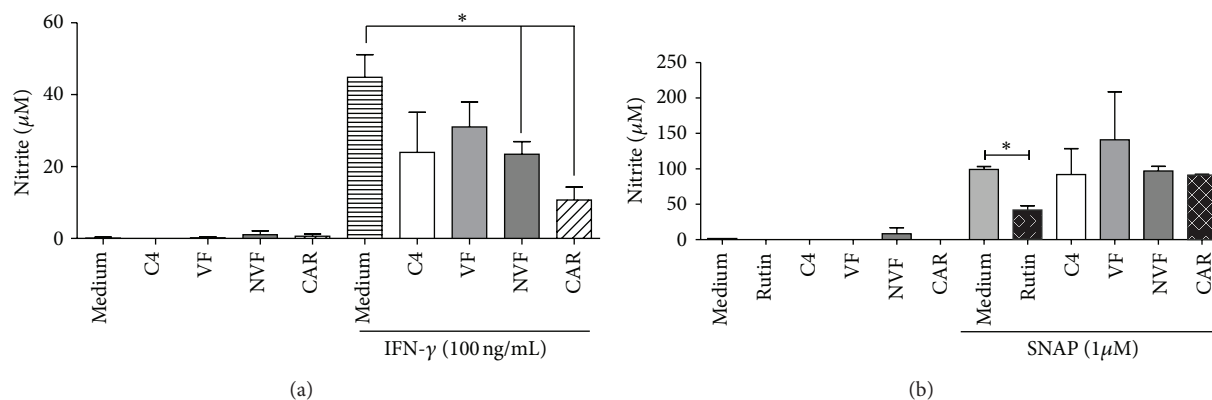 Nitrite (μM)
60
40
20
0
*
Medium
C4
VF
NVF
CAR
Medium
C4
VF
NVF
CAR
IFN-γ (100 ng/mL)
(a)
Nitrite (μM)
250
200
150
100
50
0
*
Medium
Rutin
C4
VF
NVF
CAR
Medium
Rutin
C4
VF
NVF
CAR
SNAP (1μM)
(b)